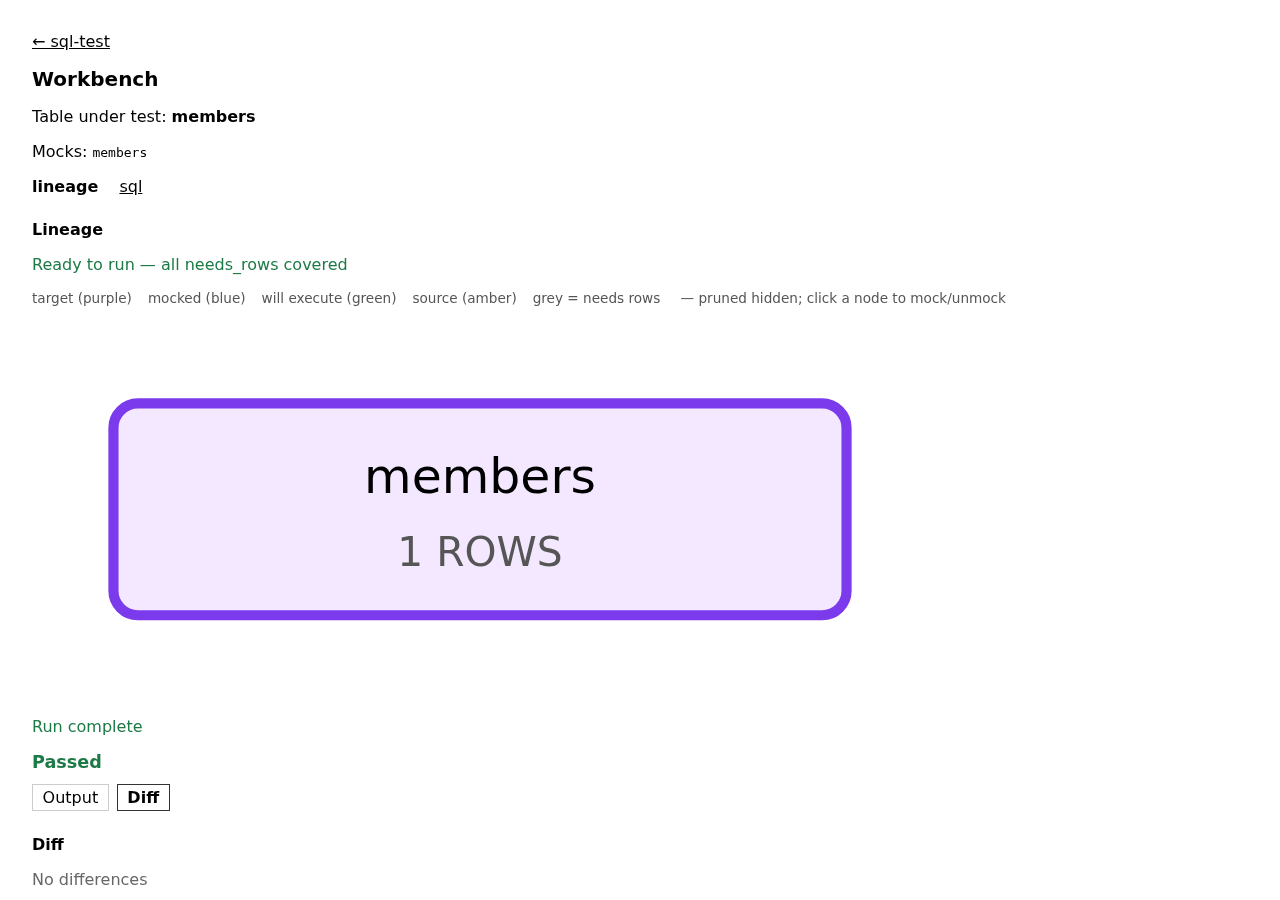 ← sql-test
Workbench
Table under test: members
Mocks: members
lineage sql
Lineage
Ready to run — all needs_rows covered
target (purple) mocked (blue) will execute (green) source (amber) grey = needs rows — pruned hidden; click a node to mock/unmock
members
1 ROWS
Run complete
Passed
Output Diff
Diff
No differences